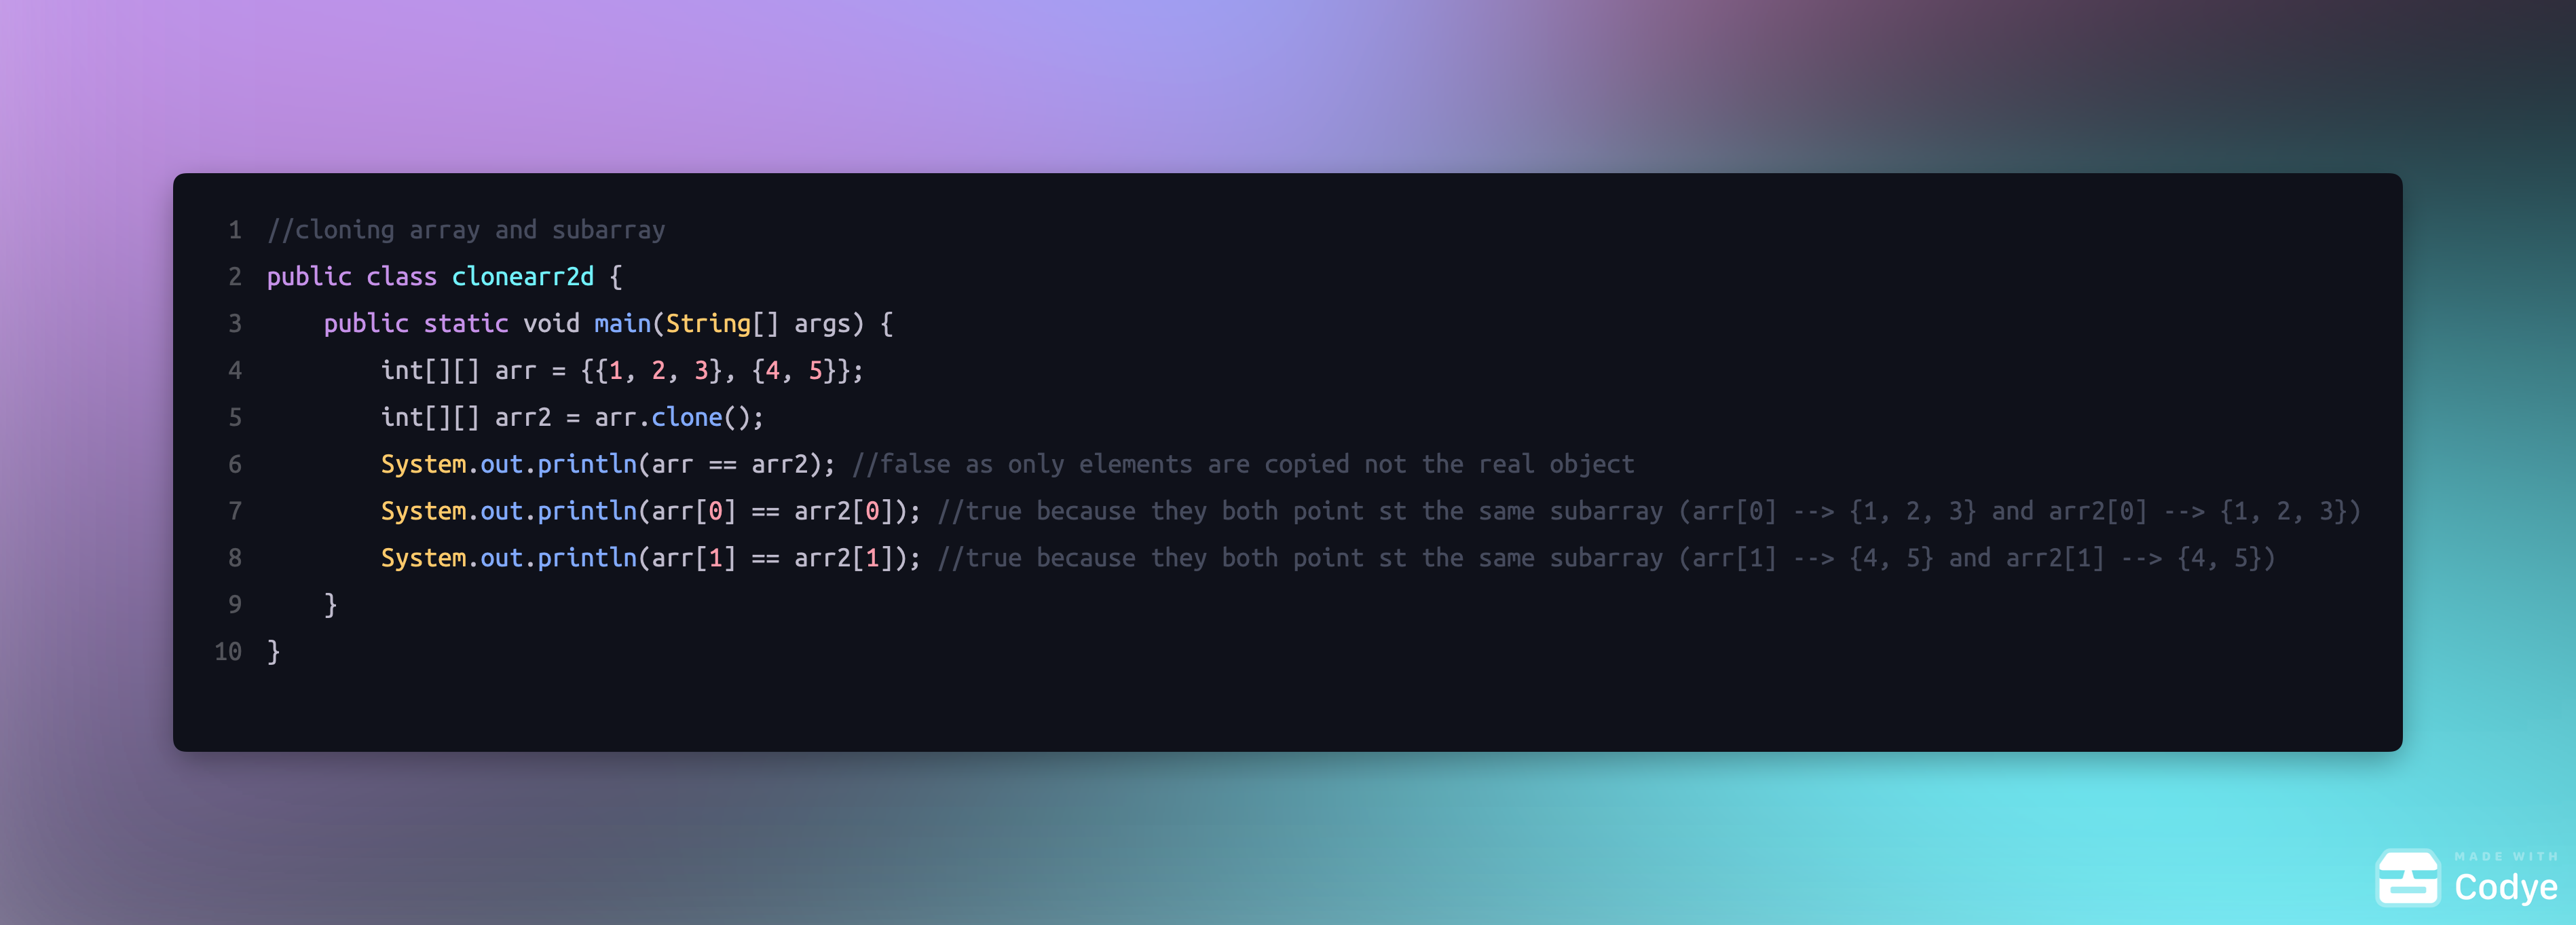 1 //cloning array and subarray
2 public class clonearr2d {
3     public static void main(String[] args) {
4         int[][] arr = {{1, 2, 3}, {4, 5}};
5         int[][] arr2 = arr.clone();
6         System.out.println(arr == arr2); //false as only elements are copied not the real object
7         System.out.println(arr[0] == arr2[0]); //true because they both point st the same subarray (arr[0] --> {1, 2, 3} and arr2[0] --> {1, 2, 3})
8         System.out.println(arr[1] == arr2[1]); //true because they both point st the same subarray (arr[1] --> {4, 5} and arr2[1] --> {4, 5})
9     }
10 }
MADE WITH
Codye